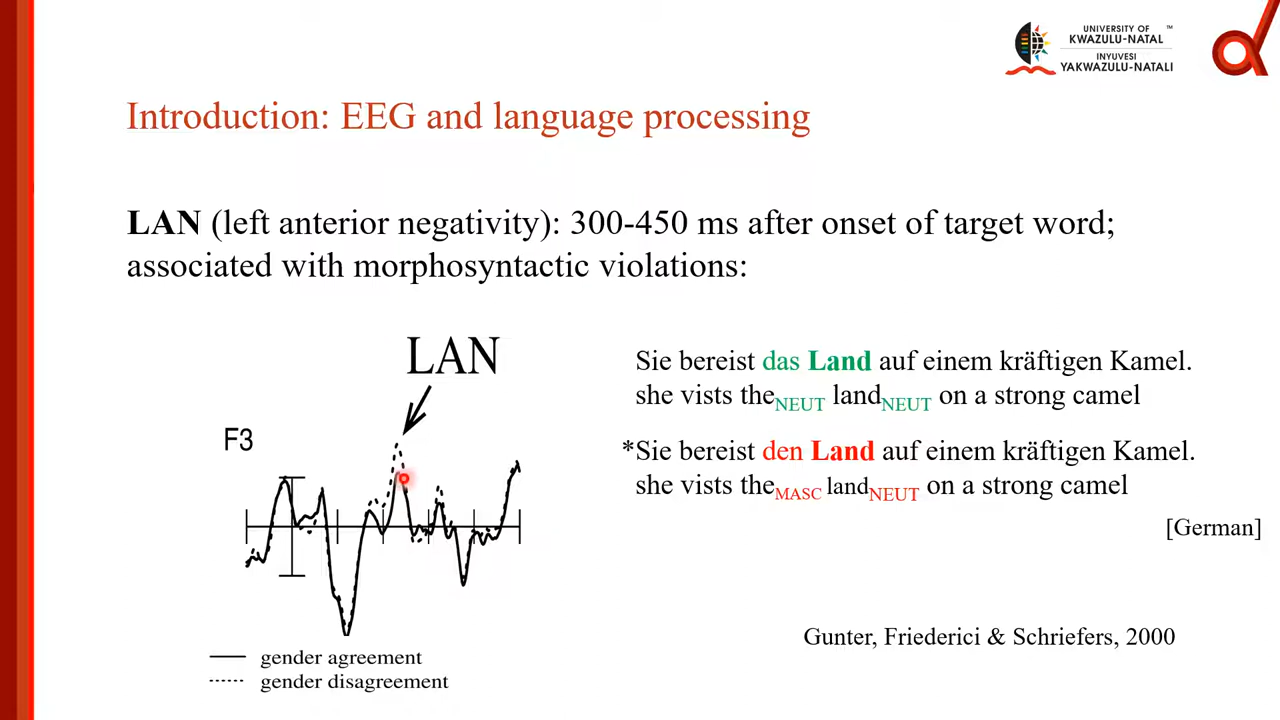 UNIVERSITY OF
KWAZULU-NATAL ™
INYUVESI
YAKWAZULU-NATALI
Introduction: EEG and language processing
LAN (left anterior negativity): 300-450 ms after onset of target word;
associated with morphosyntactic violations:
LAN
F3
gender agreement
gender disagreement
Sie bereist das Land auf einem kräftigen Kamel.
she vists theNEUT landNEUT on a strong camel
*Sie bereist den Land auf einem kräftigen Kamel.
she vists theMASC landNEUT on a strong camel
[German]
Gunter, Friederici & Schriefers, 2000